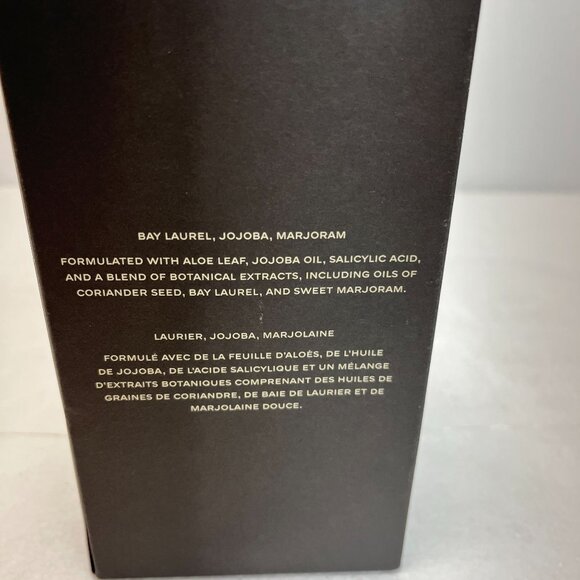 BAY LAUREL, JOJOBA, MARJORAM
FORMULATED WITH ALOE LEAF, JOJOBA OIL, SALICYLIC ACID,
AND A BLEND OF BOTANICAL EXTRACTS, INCLUDING OILS OF
CORIANDER SEED, BAY LAUREL, AND SWEET MARJORAM.
LAURIER, JOJOBA, MARJOLAINE
FORMULÉ AVEC DE LA FEUILLE D'ALOÈS, DE L'HUILE
DE JOJOBA, DE L'ACIDE SALICYLIQUE ET UN MÉLANGE
D'EXTRAITS BOTANIQUES COMPRENANT DES HUILES DE
GRAINES DE CORIANDRE, DE BAIE DE LAURIER ET DE
MARJOLAINE DOUCE.